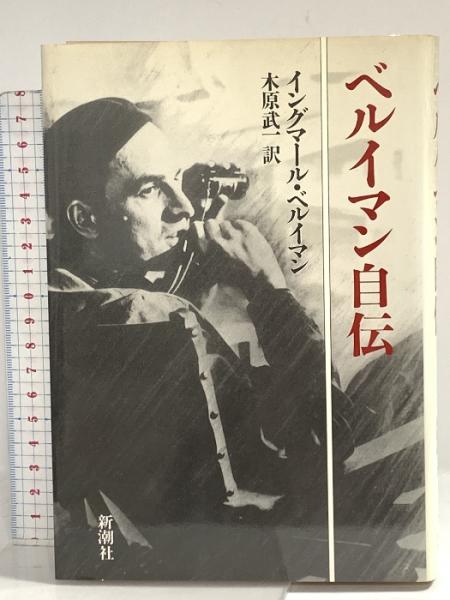 ベルイマン自伝
イングマール・ベルイマン
木原武一 訳
新潮社